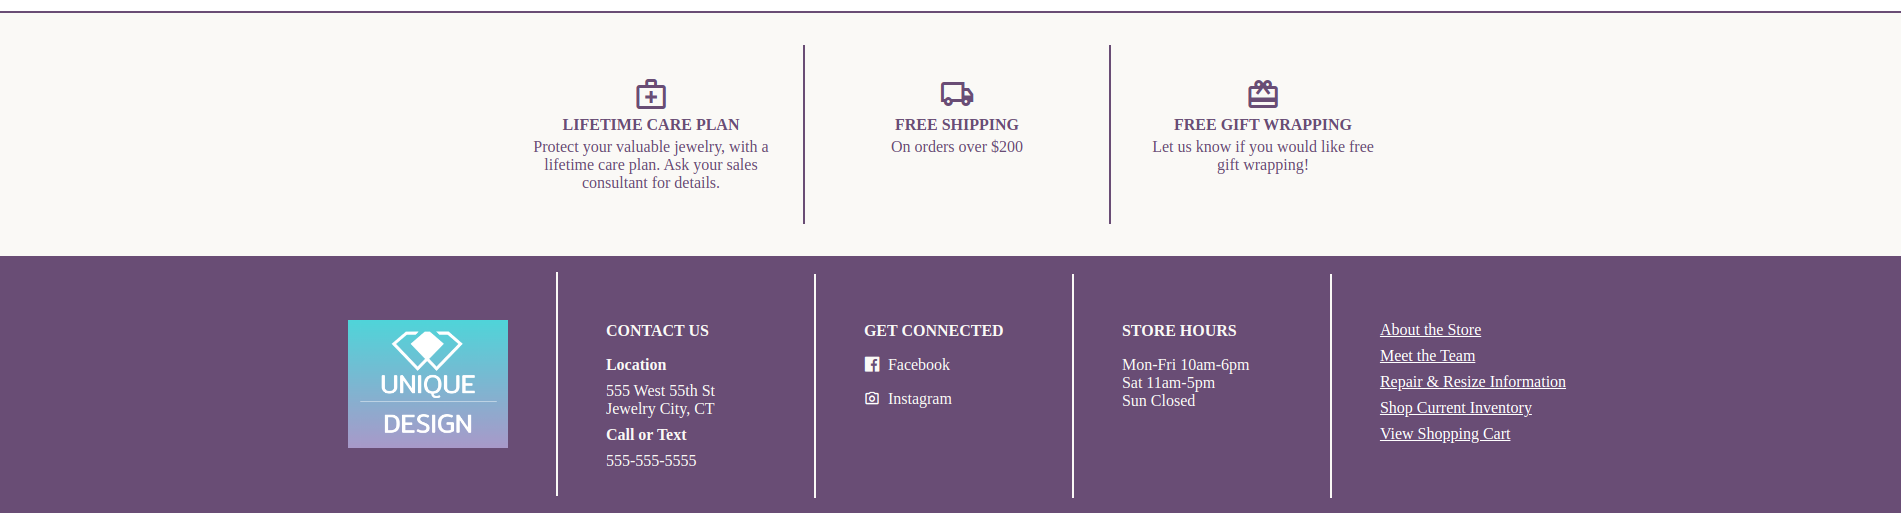 LIFETIME CARE PLAN
Protect your valuable jewelry, with a
lifetime care plan. Ask your sales
consultant for details.
FREE SHIPPING
On orders over $200
FREE GIFT WRAPPING
Let us know if you would like free
gift wrapping!
UNIQUE
DESIGN
CONTACT US
Location
555 West 55th St
Jewelry City, CT
Call or Text
555-555-5555
GET CONNECTED
Facebook
Instagram
STORE HOURS
Mon-Fri 10am-6pm
Sat 11am-5pm
Sun Closed
About the Store
Meet the Team
Repair & Resize Information
Shop Current Inventory
View Shopping Cart